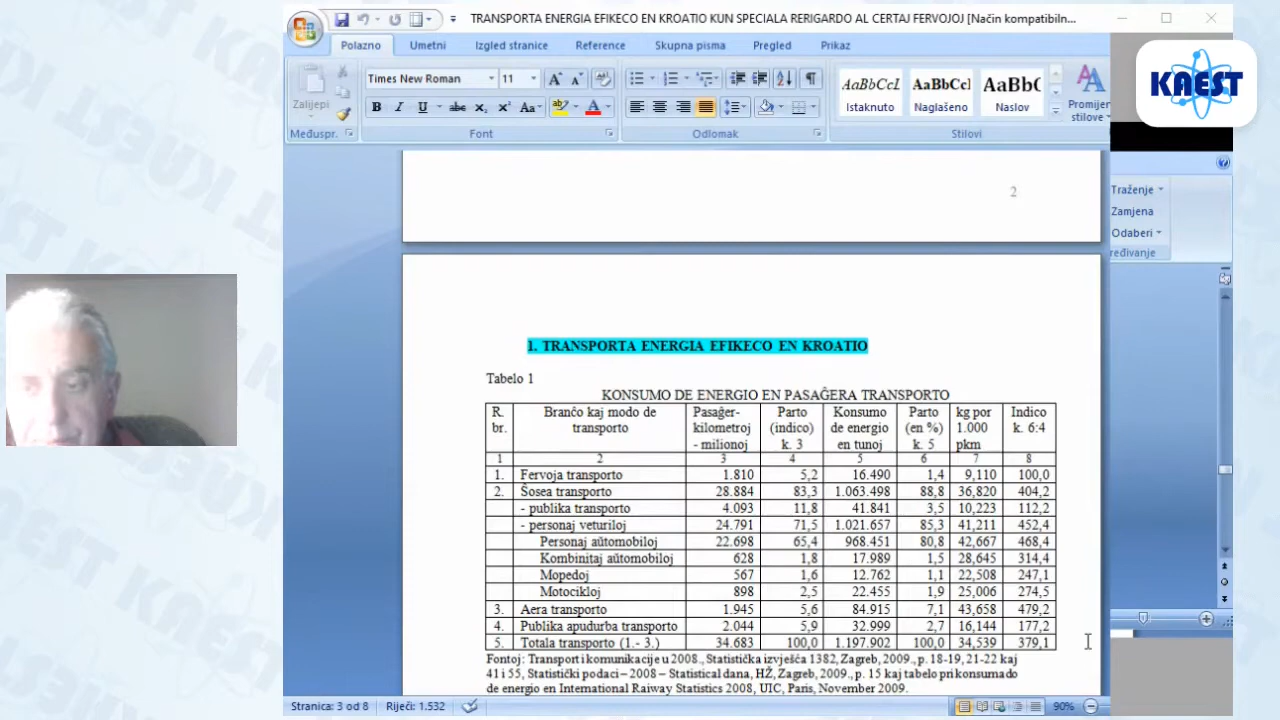 TRANSPORTA ENERGIA EFIKECO EN KROATIO KUN SPECIALA RERIGARDO AL CERTAJ FERVOJOJ [Način kompatibiln...
Polazno Umetni Izgled stranice Reference Skupna pisma Pregled Prikaz
Zalijepi
Međuspr.
Times New Roman 11
Font
Odlomak
AaBbCcL AaBbCcl AaBb(
Istaknuto Naglašeno Naslov
Promijeni
stilove
Stilovi
KAEST
Traženje
Zamjena
Odaberi
ređivanje
2
1. TRANSPORTA ENERGIA EFIKECO EN KROATIO
Tabelo 1
KONSUMO DE ENERGIO EN PASAĜERA TRANSPORTO
R. Branĉo kaj modo de Pasaĝer- Parto Konsumo Parto kg por Indico
br. transporto kilometroj (indico) de energio (en %) 1.000 k. 6:4
- milionoj k. 3 en tunoj k. 5 pkm
1 2 3 4 5 6 7 8
1. Fervoja transporto 1.810 5,2 16.490 1,4 9,110 100,0
2. Ŝosea transporto 28.884 83,3 1.063.498 88,8 36,820 404,2
- publika transporto 4.093 11,8 41.841 3,5 10,223 112,2
- personaj veturiloj 24.791 71,5 1.021.657 85,3 41,211 452,4
Personaj aŭtomobiloj 22.698 65,4 968.451 80,8 42,667 468,4
Kombinitaj aŭtomobiloj 628 1,8 17.989 1,5 28,645 314,4
Mopedoj 567 1,6 12.762 1,1 22,508 247,1
Motocikloj 898 2,5 22.455 1,9 25,006 274,5
3. Aera transporto 1.945 5,6 84.915 7,1 43,658 479,2
4. Publika apudurba transporto 2.044 5,9 32.999 2,7 16,144 177,2
5. Totala transporto (1.- 3.) 34.683 100,0 1.197.902 100,0 34,539 379,1
Fontoj: Transport i komunikacije u 2008., Statistička izvješća 1382, Zagreb, 2009., p. 18-19, 21-22 kaj
41 i 55, Statistički podaci – 2008 – Statistical dana, HŽ, Zagreb, 2009., p. 15 kaj tabelo pri konsumado
de energio en International Raiway Statistics 2008, UIC, Paris, November 2009.
Stranica: 3 od 8 Riječi: 1.532 90%